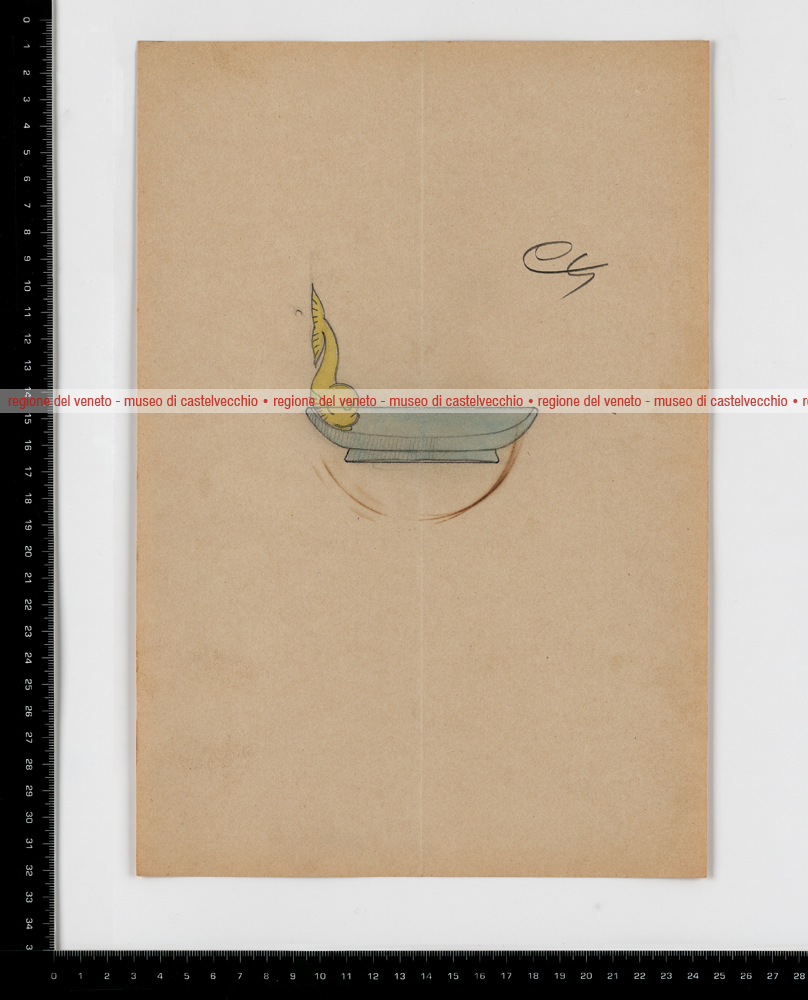 0 1 2 3 4 5 6 7 8 9 10 11 12 13 14 15 16 17 18 19 20 21 22 23 24 25 26 27 28 29 30 31 32 33 34 3
regione del veneto - museo di castelvecchio • regione del veneto - museo di castelvecchio • regione del veneto - museo di castelvecchio • r
0 1 2 3 4 5 6 7 8 9 10 11 12 13 14 15 16 17 18 19 20 21 22 23 24 25 26 27 28